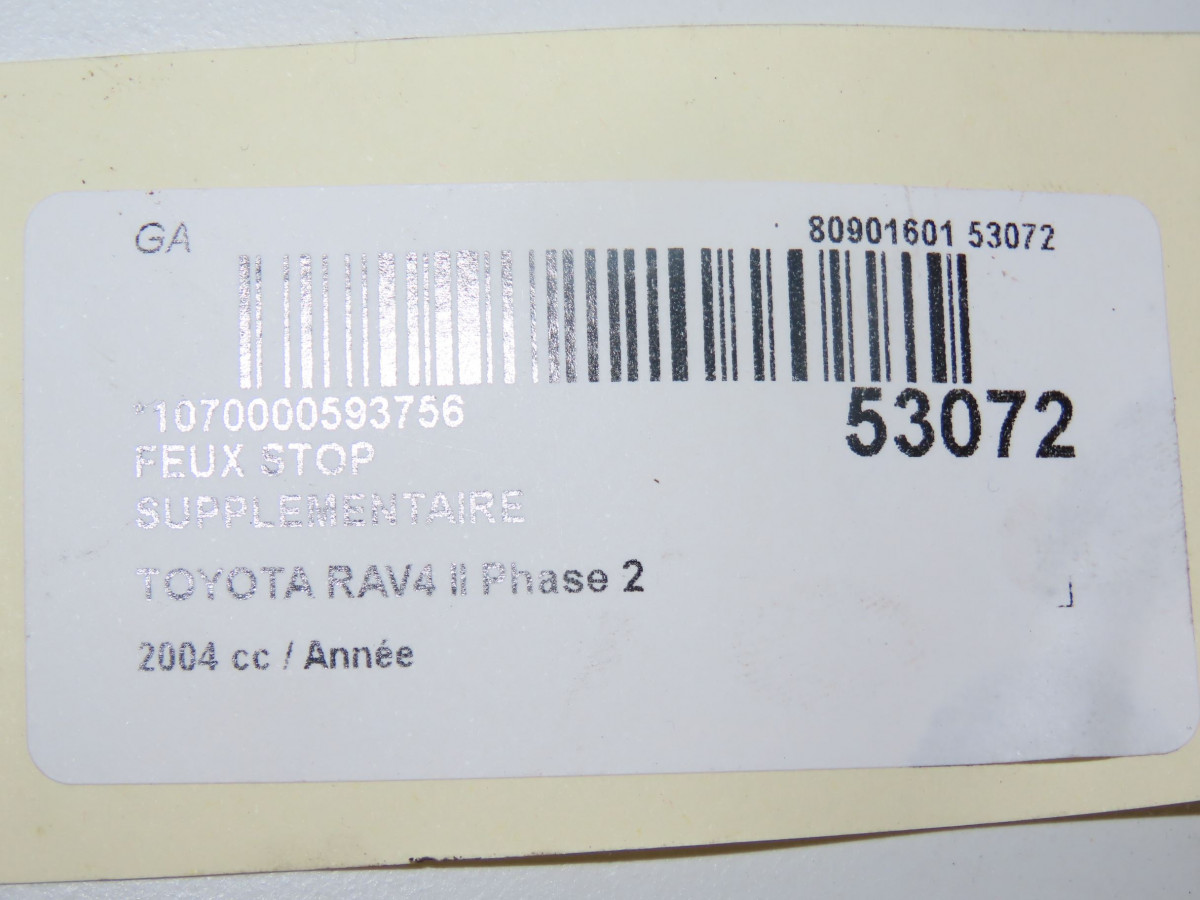 GA 80901601 53072
*1070000593756 53072
FEUX STOP
SUPPLEMENTAIRE
TOYOTA RAV4 II Phase 2
2004 cc / Année